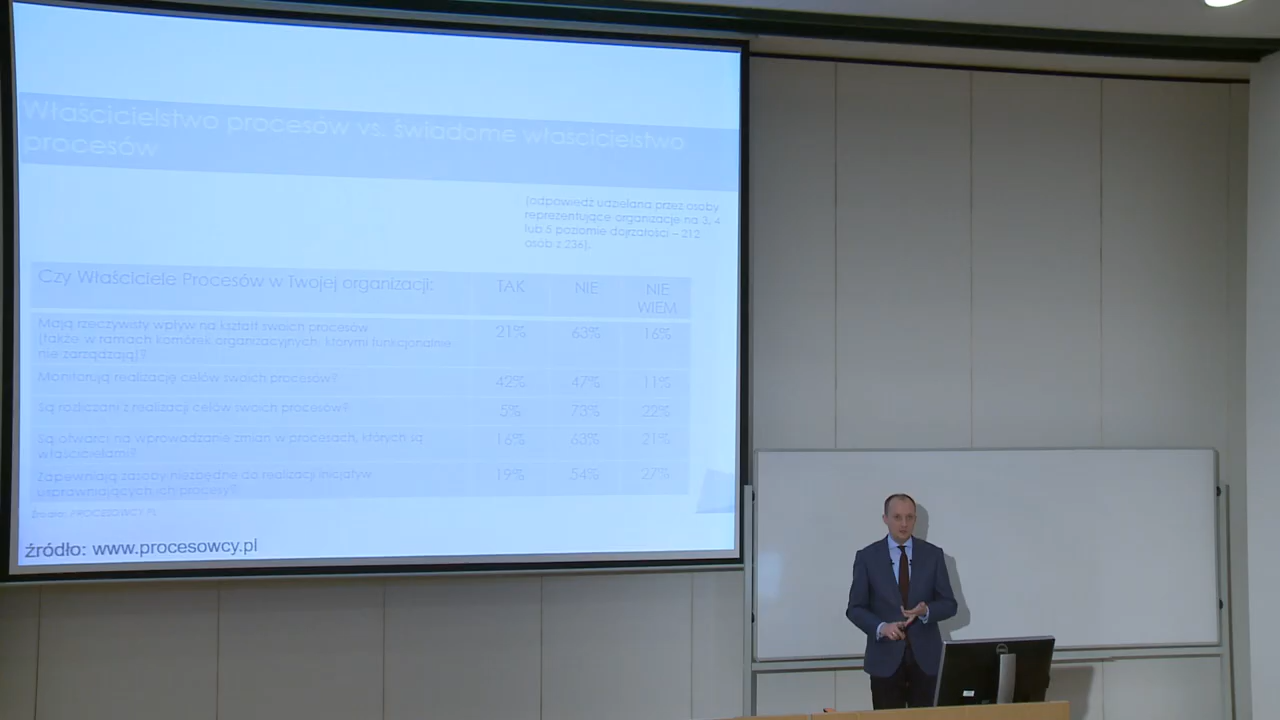 Właścicielstwo procesów vs. świadome właścicielstwo
procesów
(odpowiedź udzielana przez osoby
reprezentujące organizacje na 3, 4
lub 5 poziomie dojrzałości – 212
osób z 236).
Czy Właściciele Procesów w Twojej organizacji: TAK NIE NIE
WIEM
Mają rzeczywisty wpływ na kształt swoich procesów 21% 63% 16%
(także w ramach komórek organizacyjnych, którymi funkcjonalnie
nie zarządzają)?
Monitorują realizację celów swoich procesów? 42% 47% 11%
Są rozliczani z realizacji celów swoich procesów? 5% 73% 22%
Są otwarci na wprowadzanie zmian w procesach, których są 16% 63% 21%
właścicielami?
Zapewniają zasoby niezbędne do realizacji inicjatyw 19% 54% 27%
usprawniających ich procesy?
Źródło: PROCESOWCY.PL
źródło: www.procesowcy.pl